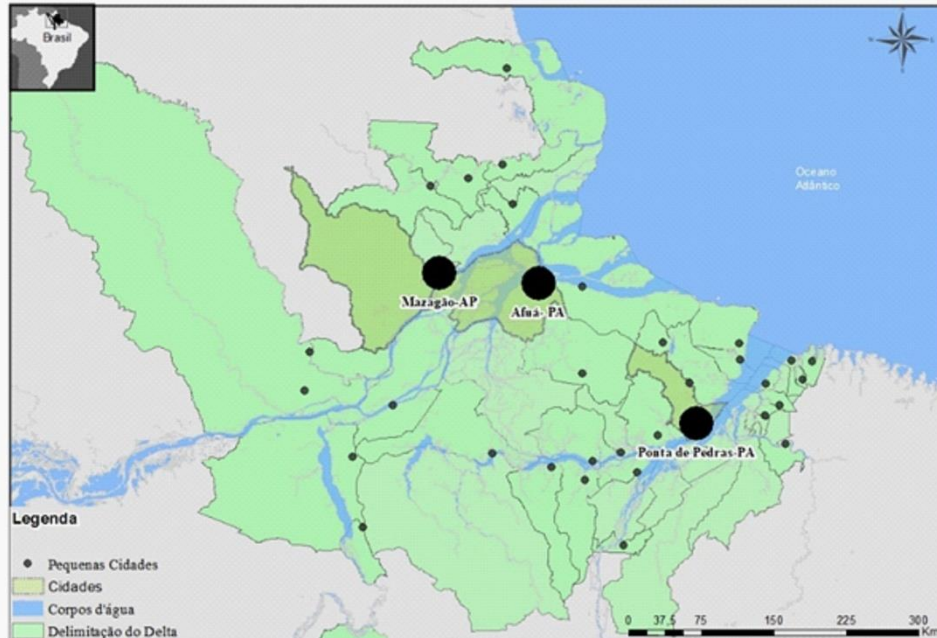 Brasil
Oceano
Atlântico
Mazagão-AP
Afuá- PA
Ponta de Pedras-PA
Legenda
Pequenas Cidades
Cidades
Corpos d'água
Delimitação do Delta
0 37,5 75 150 225 300
Km